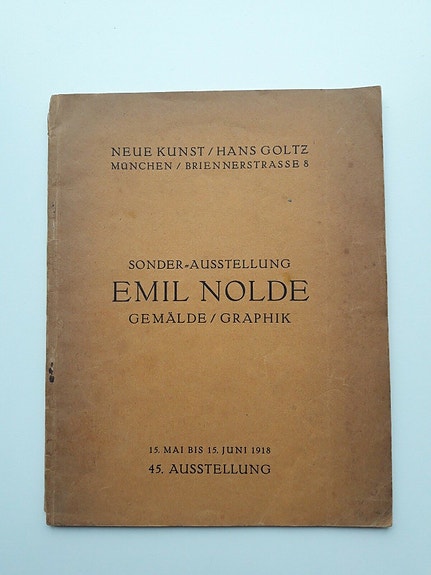 NEUE KUNST / HANS GOLTZ
MÜNCHEN / BRIENNERSTRASSE 8
SONDER-AUSSTELLUNG
EMIL NOLDE
GEMÄLDE / GRAPHIK
15. MAI BIS 15. JUNI 1918
45. AUSSTELLUNG